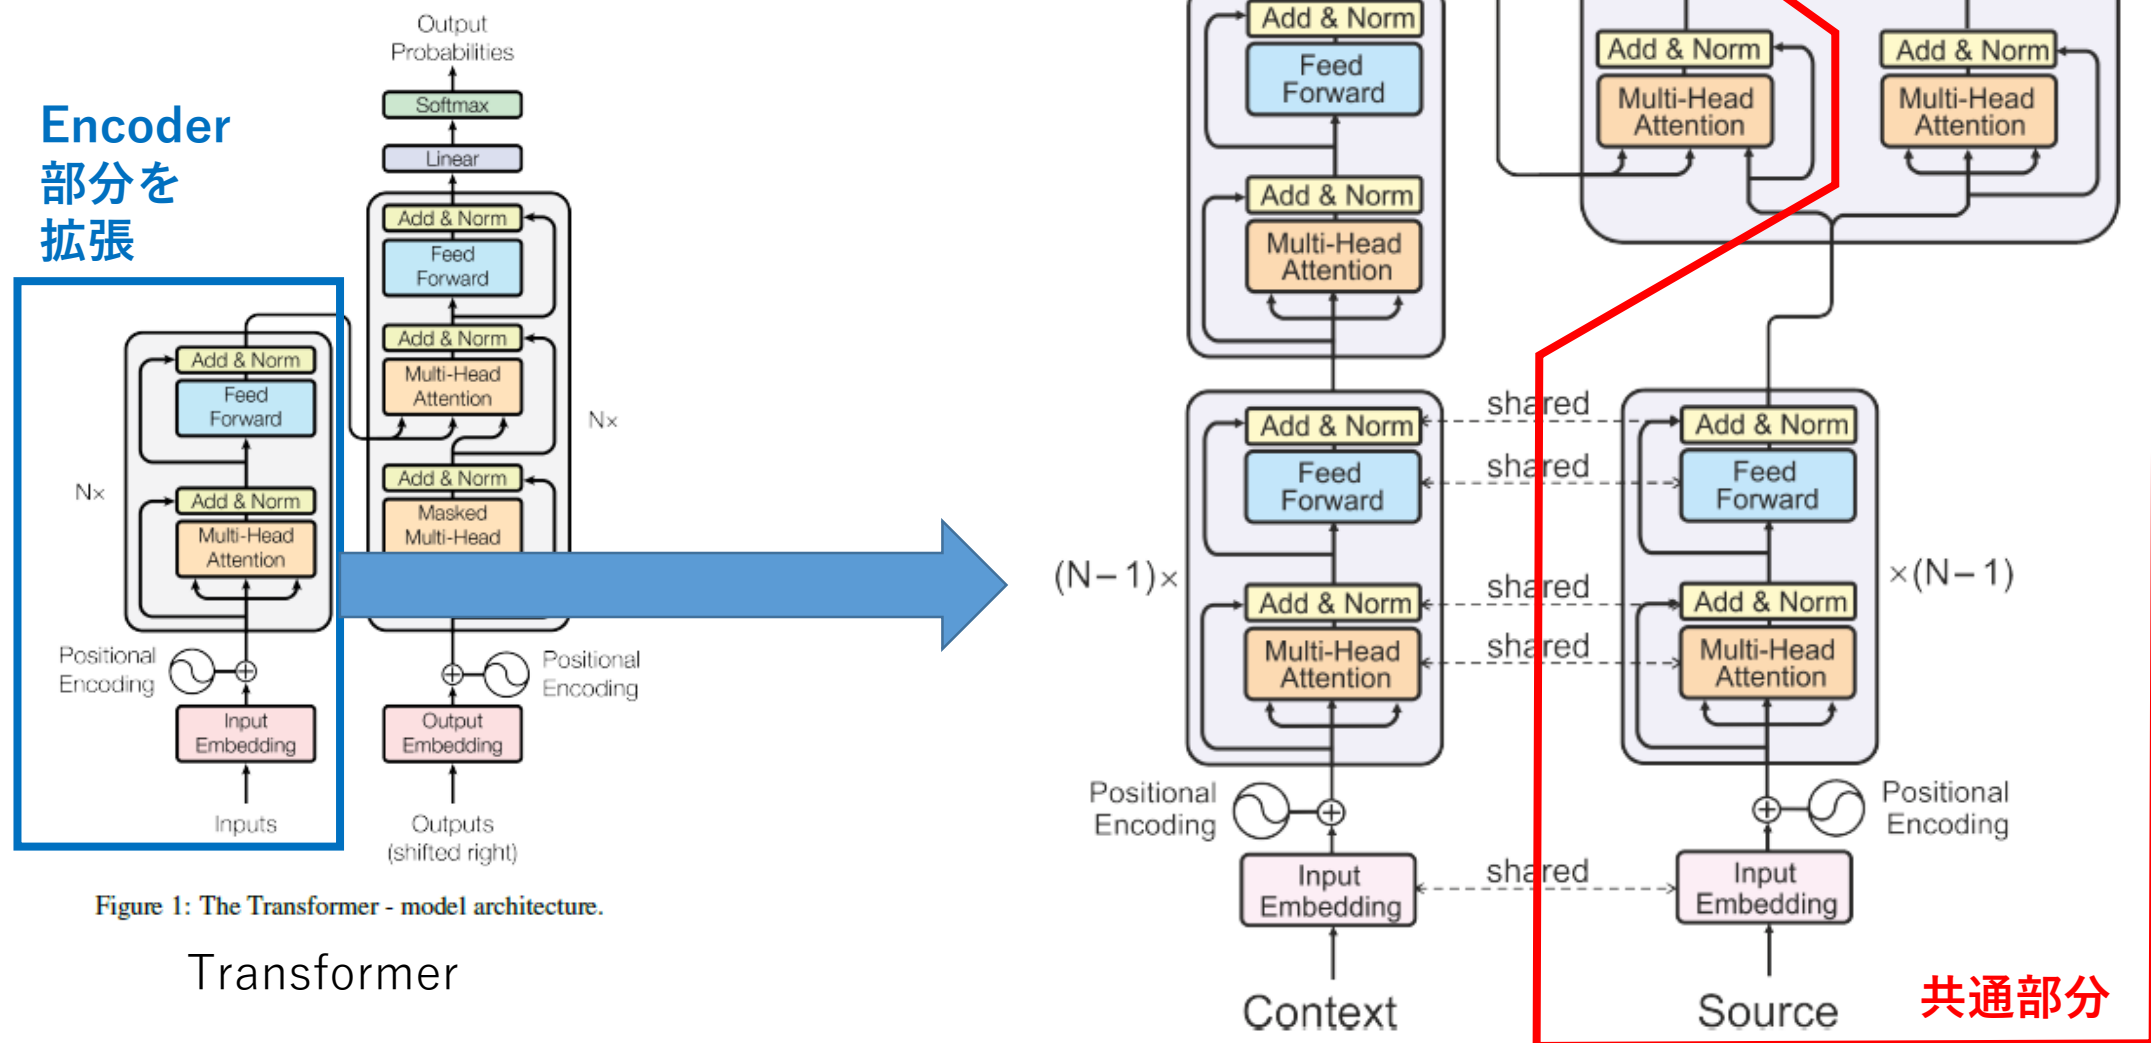 Encoder
部分を
拡張
Output
Probabilities
Softmax
Linear
Add & Norm
Feed
Forward
Add & Norm
Multi-Head
Attention
Add & Norm
Masked
Multi-Head
N×
Add & Norm
Feed
Forward
Add & Norm
Multi-Head
Attention
N×
Positional
Encoding
Positional
Encoding
Input
Embedding
Output
Embedding
Inputs
Outputs
(shifted right)
Figure 1: The Transformer - model architecture.
Transformer
Add & Norm
Feed
Forward
Add & Norm
Multi-Head
Attention
Add & Norm
Multi-Head
Attention
Add & Norm
Multi-Head
Attention
Add & Norm
Feed
Forward
Add & Norm
Multi-Head
Attention
(N−1)×
shared
shared
shared
shared
shared
Add & Norm
Feed
Forward
Add & Norm
Multi-Head
Attention
×(N−1)
Positional
Encoding
Positional
Encoding
Input
Embedding
Input
Embedding
Context
Source
共通部分